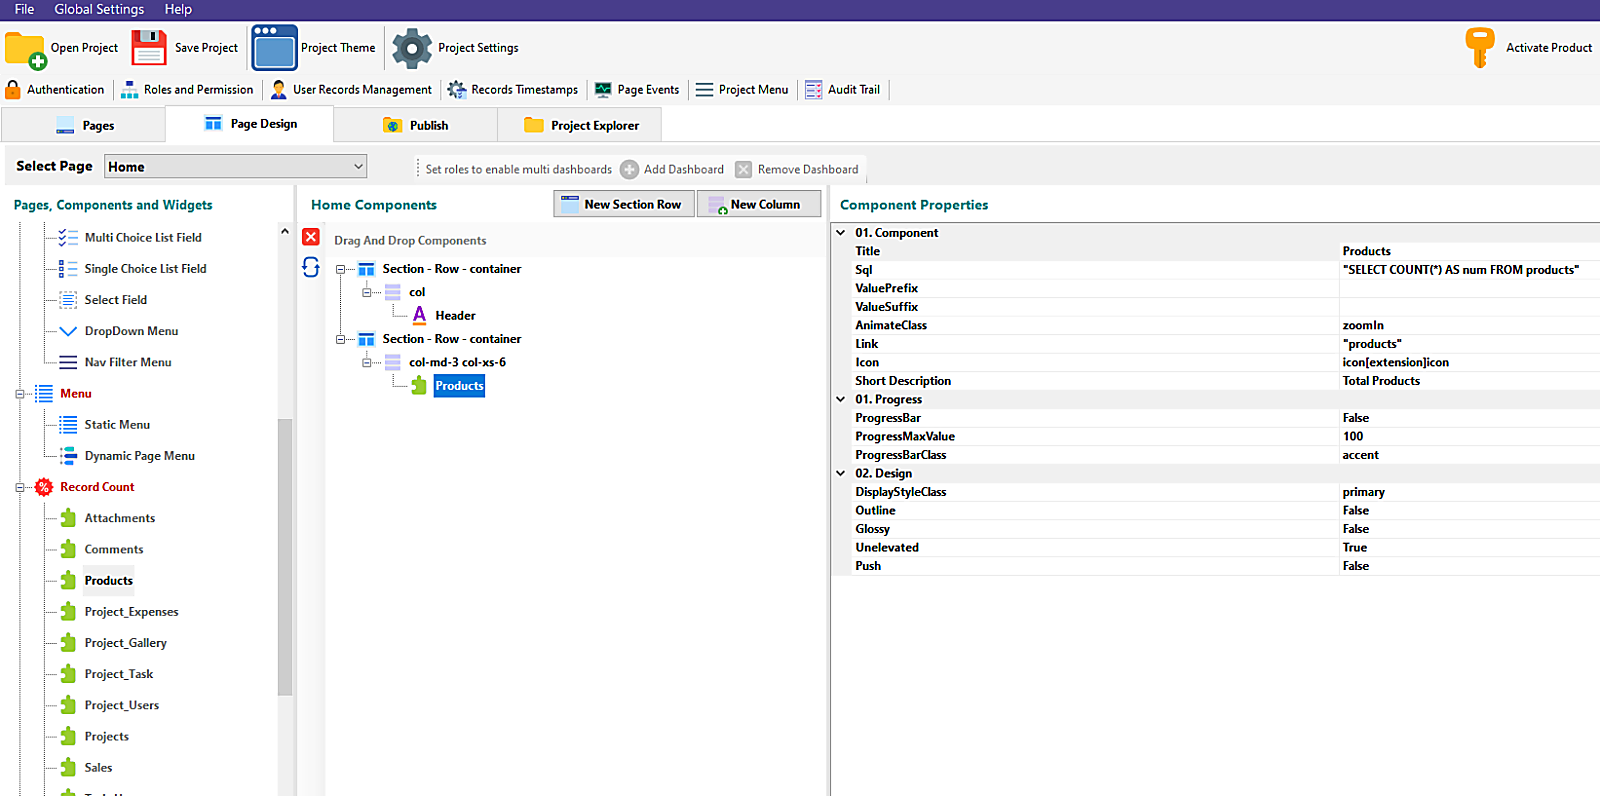 File Global Settings Help
Open Project Save Project Project Theme Project Settings Activate Product
Authentication Roles and Permission User Records Management Records Timestamps Page Events Project Menu Audit Trail
Pages Page Design Publish Project Explorer
Select Page Home Set roles to enable multi dashboards Add Dashboard Remove Dashboard
Pages, Components and Widgets
Multi Choice List Field
Single Choice List Field
Select Field
DropDown Menu
Nav Filter Menu
Menu
Static Menu
Dynamic Page Menu
Record Count
Attachments
Comments
Products
Project_Expenses
Project_Gallery
Project_Task
Project_Users
Projects
Sales
Home Components New Section Row New Column
Drag And Drop Components
Section - Row - container
col
A Header
Section - Row - container
col-md-3 col-xs-6
Products
Component Properties
01. Component
Title Products
Sql "SELECT COUNT(*) AS num FROM products"
ValuePrefix
ValueSuffix
AnimateClass zoomIn
Link "products"
Icon icon[extension]icon
Short Description Total Products
01. Progress
ProgressBar False
ProgressMaxValue 100
ProgressBarClass accent
02. Design
DisplayStyleClass primary
Outline False
Glossy False
Unelevated True
Push False